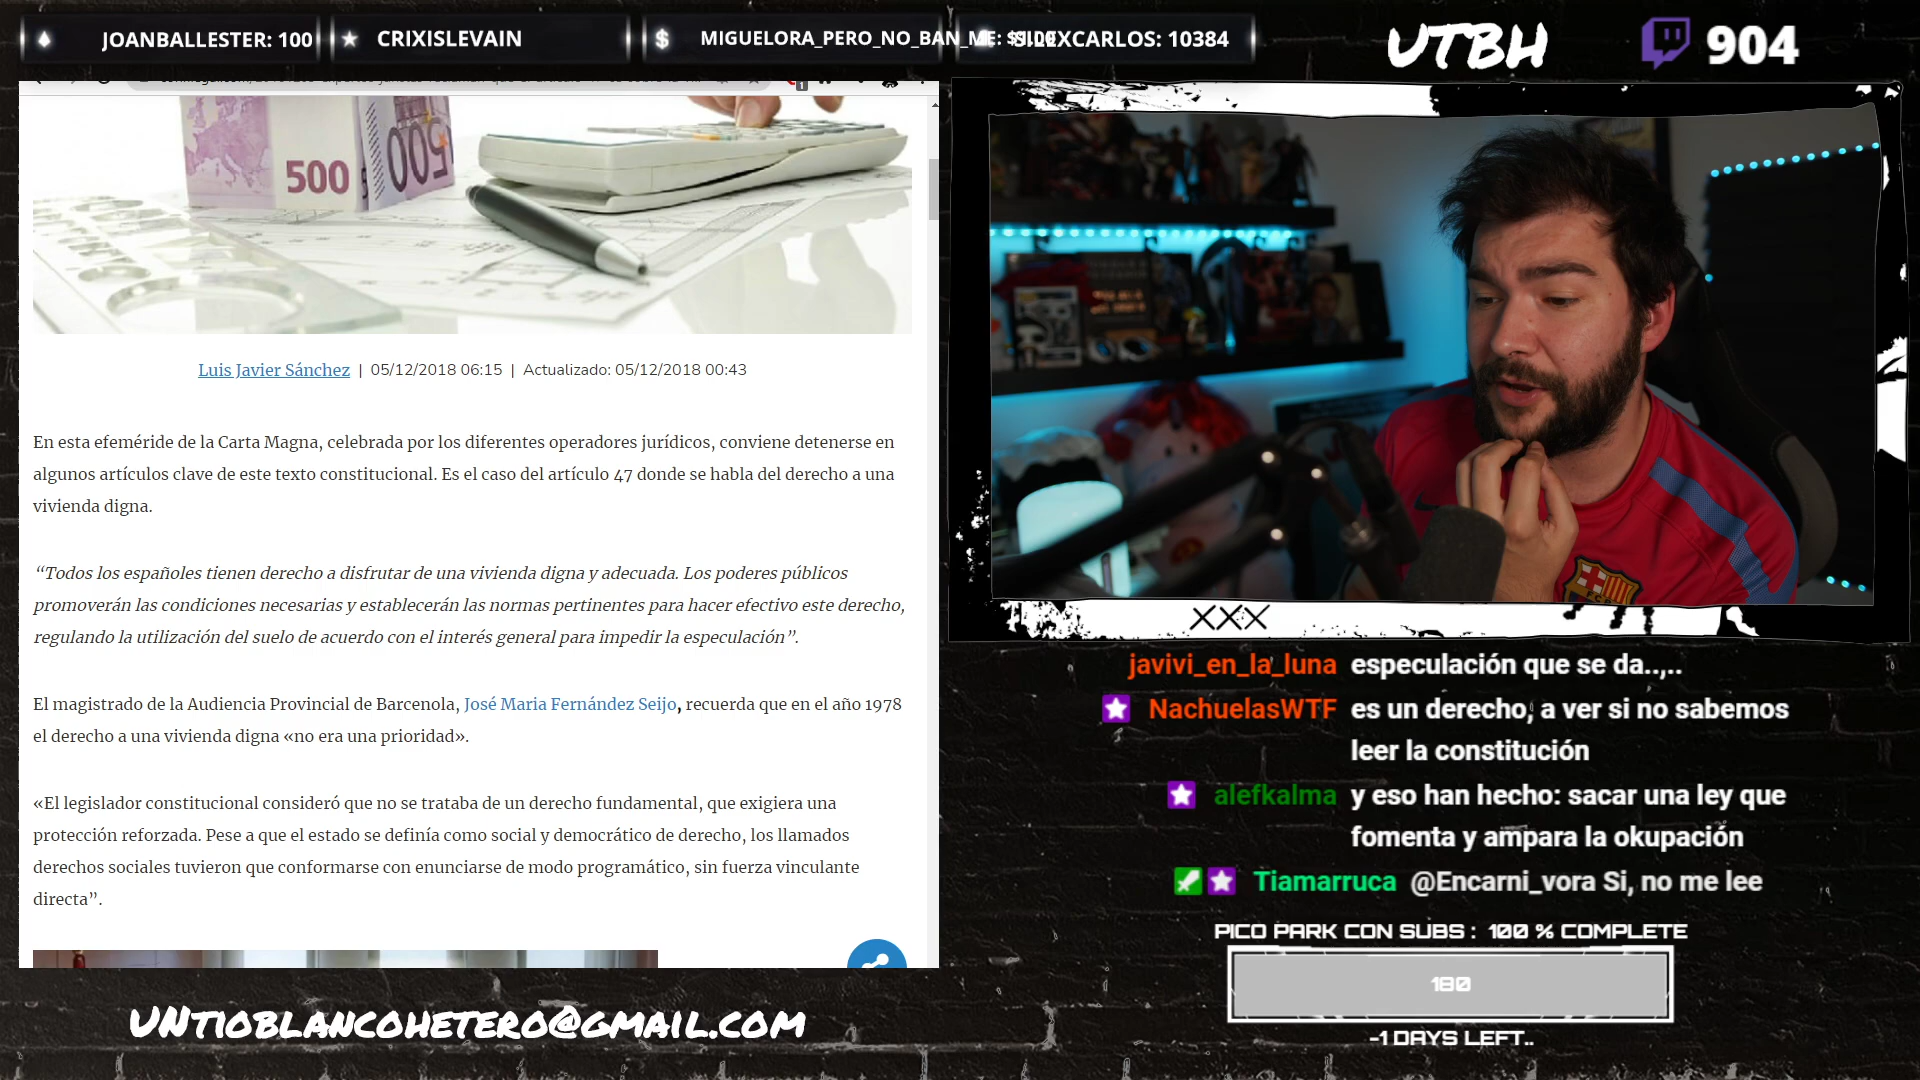 JOANBALLESTER: 100
CRIXISLEVAIN
$
MIGUELORA_PERO_NO_BAN_ME:
SILEXCARLOS: 10384
UTBH
904
1
500
500
Luis Javier Sánchez | 05/12/2018 06:15 | Actualizado: 05/12/2018 00:43
En esta efeméride de la Carta Magna, celebrada por los diferentes operadores jurídicos, conviene detenerse en
algunos artículos clave de este texto constitucional. Es el caso del artículo 47 donde se habla del derecho a una
vivienda digna.
“Todos los españoles tienen derecho a disfrutar de una vivienda digna y adecuada. Los poderes públicos
promoverán las condiciones necesarias y establecerán las normas pertinentes para hacer efectivo este derecho,
regulando la utilización del suelo de acuerdo con el interés general para impedir la especulación”.
El magistrado de la Audiencia Provincial de Barcenola, José Maria Fernández Seijo, recuerda que en el año 1978
el derecho a una vivienda digna «no era una prioridad».
«El legislador constitucional consideró que no se trataba de un derecho fundamental, que exigiera una
protección reforzada. Pese a que el estado se definía como social y democrático de derecho, los llamados
derechos sociales tuvieron que conformarse con enunciarse de modo programático, sin fuerza vinculante
directa”.
XXX
javivi_en_la_luna especulación que se da..,..
NachuelasWTF es un derecho, a ver si no sabemos
leer la constitución
alefkalma y eso han hecho: sacar una ley que
fomenta y ampara la okupación
Tiamarruca @Encarni_vora Si, no me lee
PICO PARK CON SUBS : 100 % COMPLETE
180
-1 DAYS LEFT..
UNTIOBLANCOHETERO@GMAIL.COM